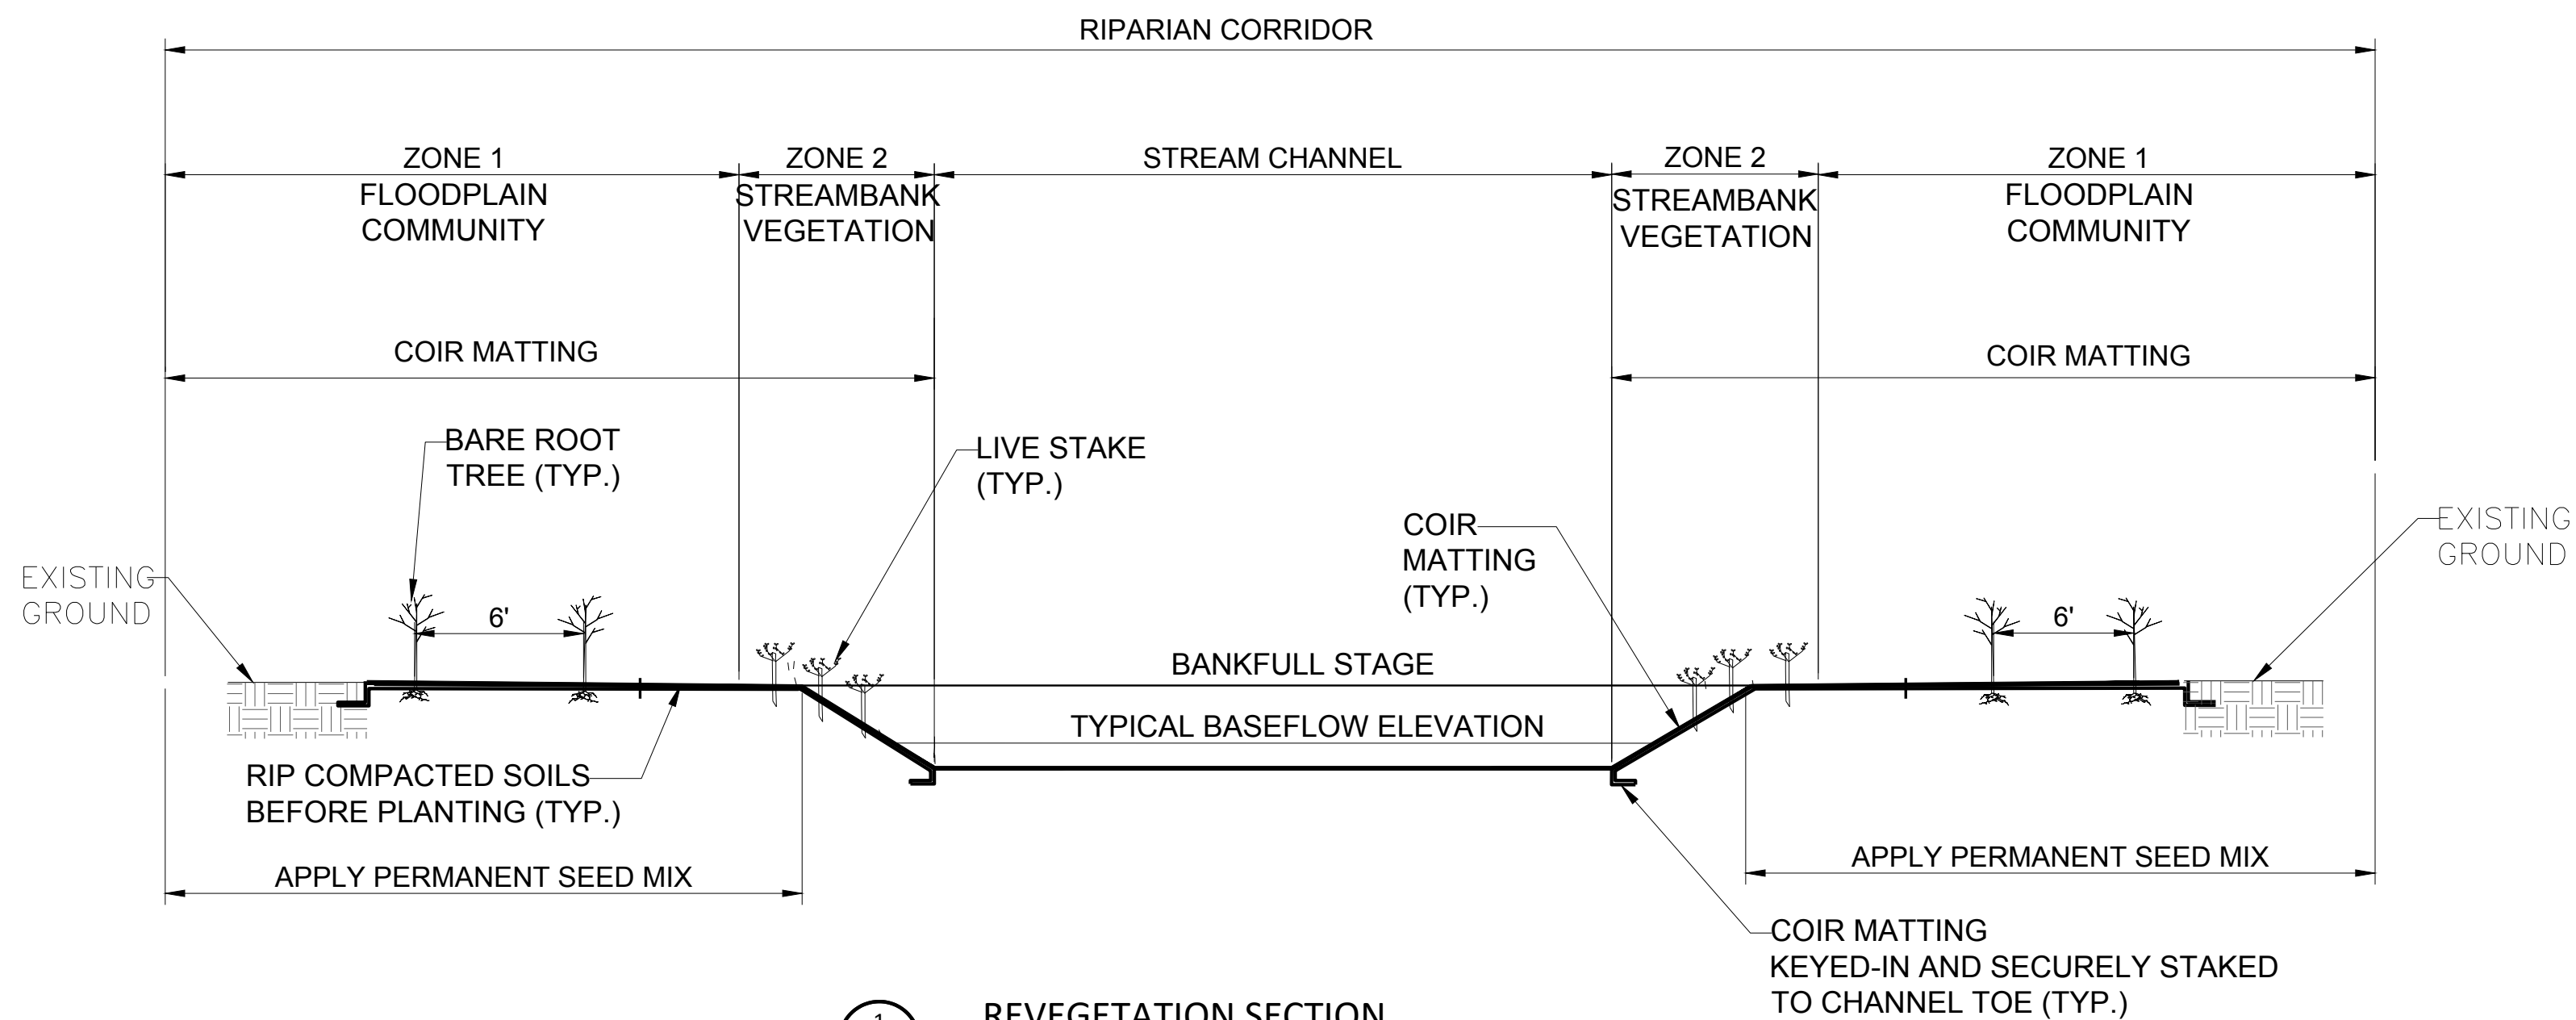 RIPARIAN CORRIDOR
ZONE 1
FLOODPLAIN
COMMUNITY
ZONE 2
STREAMBANK
VEGETATION
STREAM CHANNEL
ZONE 2
STREAMBANK
VEGETATION
ZONE 1
FLOODPLAIN
COMMUNITY
COIR MATTING
COIR MATTING
BARE ROOT
TREE (TYP.)
LIVE STAKE
(TYP.)
COIR
MATTING
(TYP.)
EXISTING
GROUND
EXISTING
GROUND
6'
6'
BANKFULL STAGE
TYPICAL BASEFLOW ELEVATION
RIP COMPACTED SOILS
BEFORE PLANTING (TYP.)
APPLY PERMANENT SEED MIX
APPLY PERMANENT SEED MIX
COIR MATTING
KEYED-IN AND SECURELY STAKED
TO CHANNEL TOE (TYP.)
1
REVEGETATION SECTION